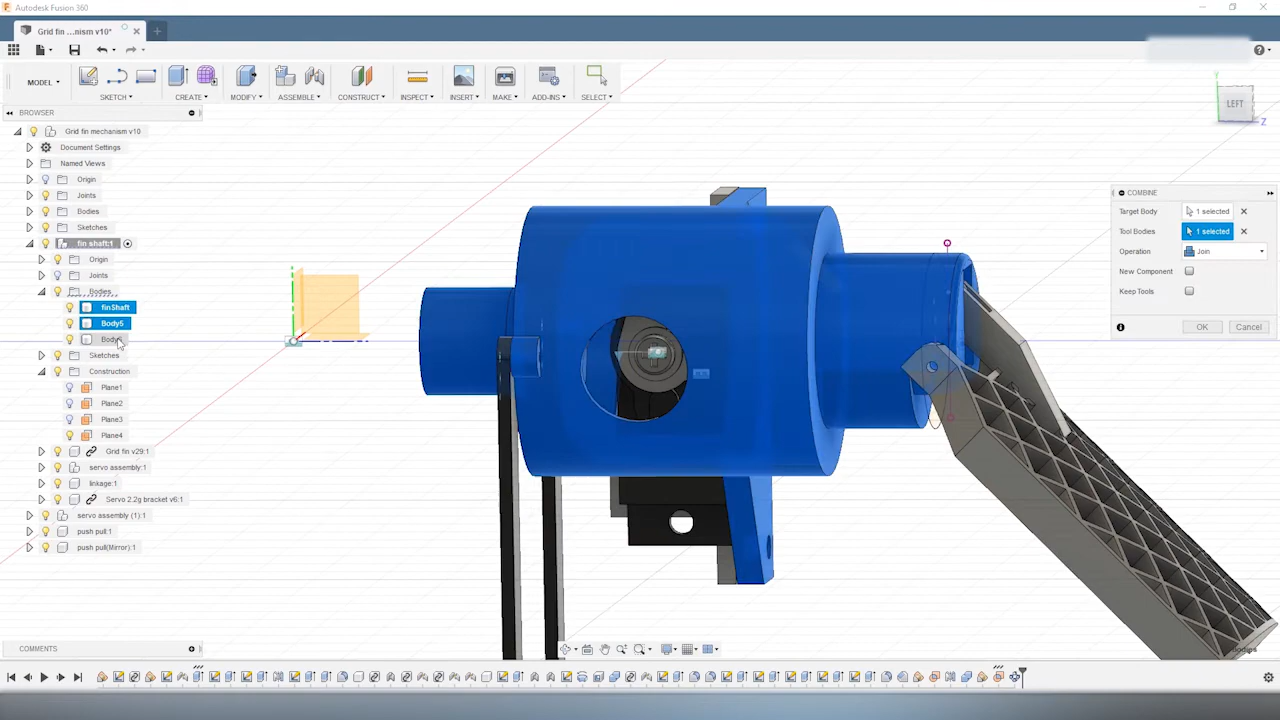 Autodesk Fusion 360
Grid fin ...nism v10*
MODEL
SKETCH
CREATE
MODIFY
ASSEMBLE
CONSTRUCT
INSPECT
INSERT
MAKE
ADD-INS
SELECT
BROWSER
Grid fin mechanism v10
Document Settings
Named Views
Origin
Joints
Bodies
Sketches
fin shaft:1
Origin
Joints
Bodies
finShaft
Body5
Sketches
Construction
Plane1
Plane2
Plane3
Plane4
Grid fin v29:1
servo assembly:1
linkage:1
Servo 2.2g bracket v6:1
servo assembly (1):1
push pull:1
push pull(Mirror):1
LEFT
Y
Z
COMBINE
Target Body 1 selected
Tool Bodies 1 selected
Operation Join
New Component
Keep Tools
OK Cancel
COMMENTS